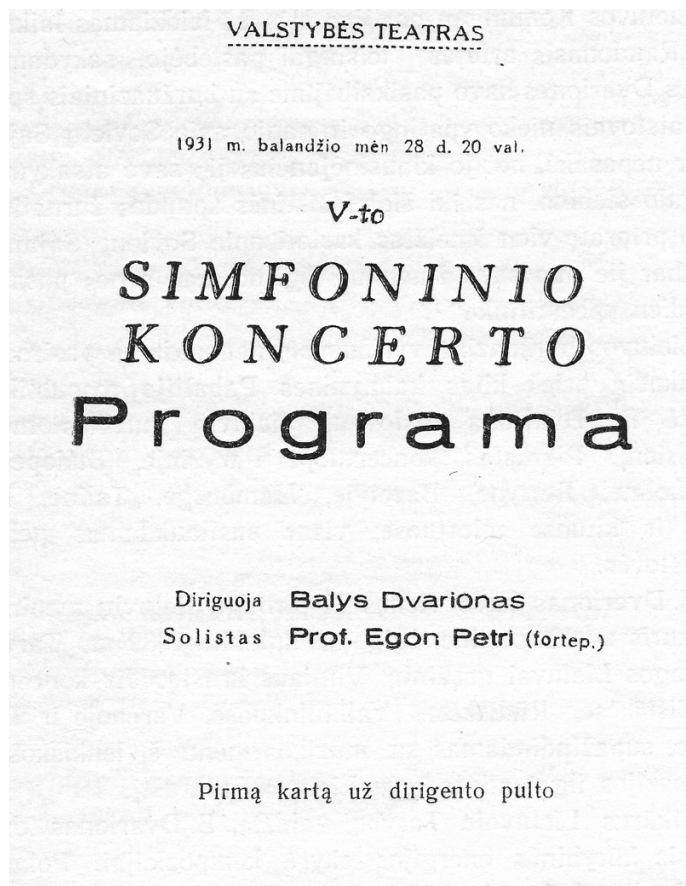 VALSTYBĖS TEATRAS
1931 m. balandžio mėn 28 d. 20 val.
V-to
SIMFONINIO
KONCERTO
Programa
Diriguoja Balys Dvarionas
Solistas Prof. Egon Petri (fortep.)
Pirmą kartą už dirigento pulto